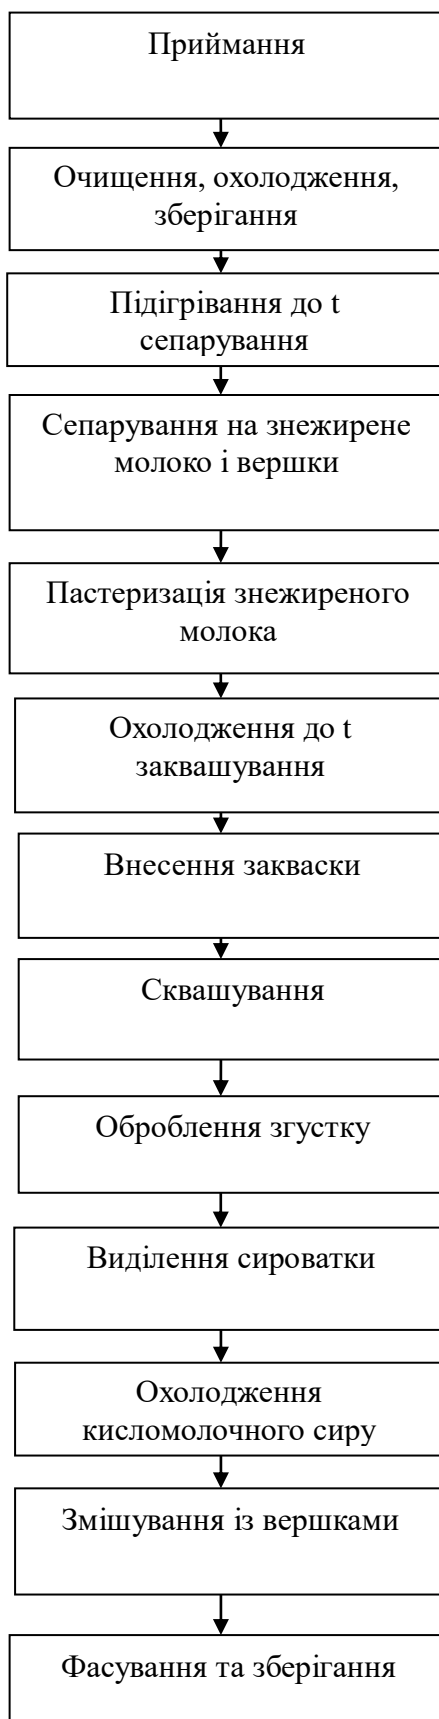 Приймання
Очищення, охолодження,
зберігання
Підігрівання до t
сепарування
Сепарування на знежирене
молоко і вершки
Пастеризація знежиреного
молока
Охолодження до t
заквашування
Внесення закваски
Сквашування
Оброблення згустку
Виділення сироватки
Охолодження
кисломолочного сиру
Змішування із вершками
Фасування та зберігання